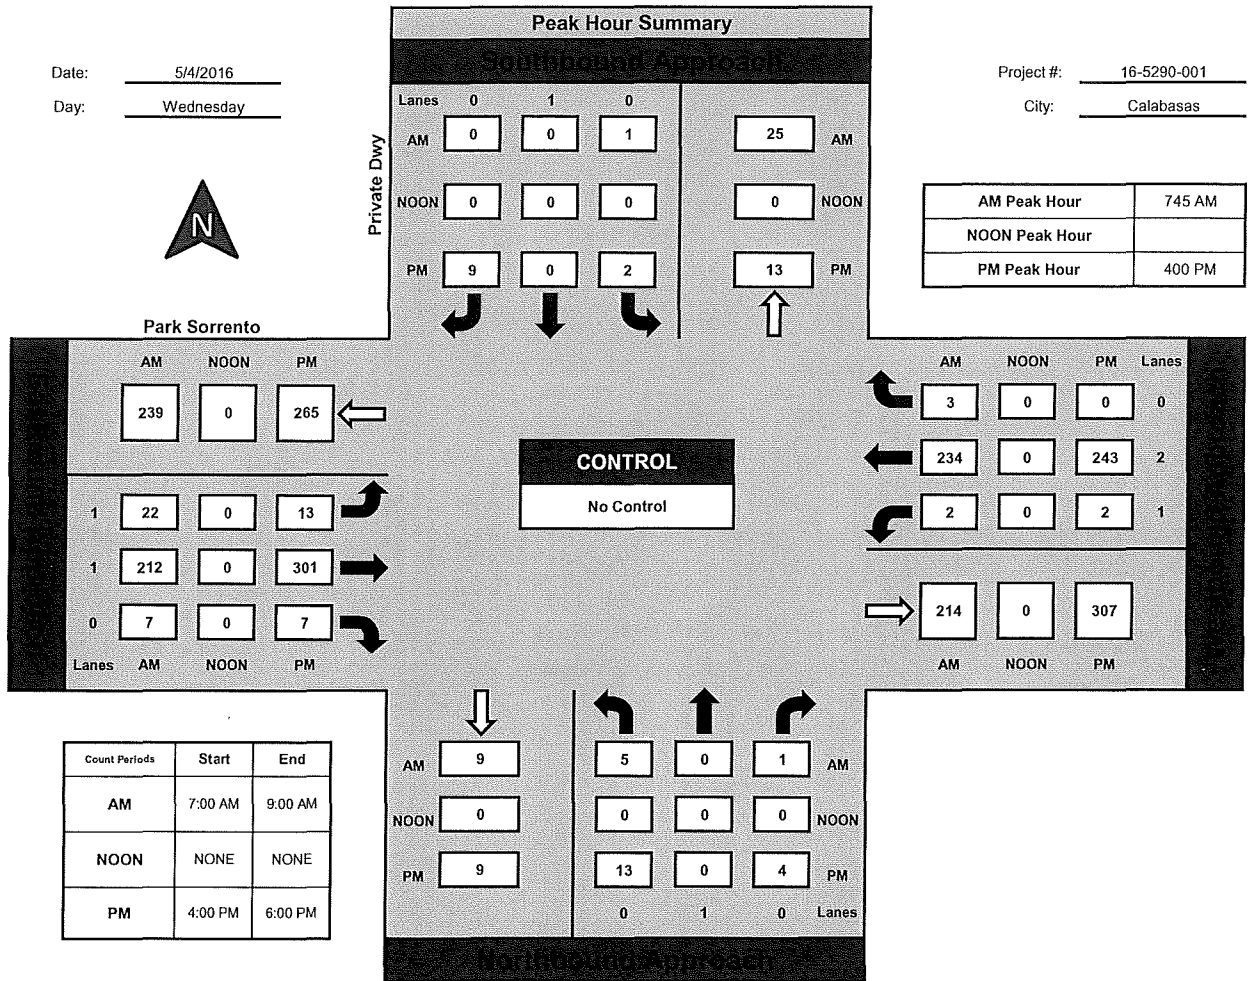 Peak Hour Summary
Southbound Approach
Date: 5/4/2016
Day: Wednesday
Project #: 16-5290-001
City: Calabasas
N
Private Dwy
Lanes 0 1 0
AM 0 0 1 25 AM
NOON 0 0 0 0 NOON
PM 9 0 2 13 PM
AM Peak Hour 745 AM
NOON Peak Hour
PM Peak Hour 400 PM
Park Sorrento
AM NOON PM
239 0 265
1 22 0 13
1 212 0 301
0 7 0 7
Lanes AM NOON PM
CONTROL
No Control
AM NOON PM Lanes
3 0 0 0
234 0 243 2
2 0 2 1
214 0 307
AM NOON PM
AM 9 5 0 1 AM
NOON 0 0 0 0 NOON
PM 9 13 0 4 PM
0 1 0 Lanes
Northbound Approach
Count Periods Start End
AM 7:00 AM 9:00 AM
NOON NONE NONE
PM 4:00 PM 6:00 PM